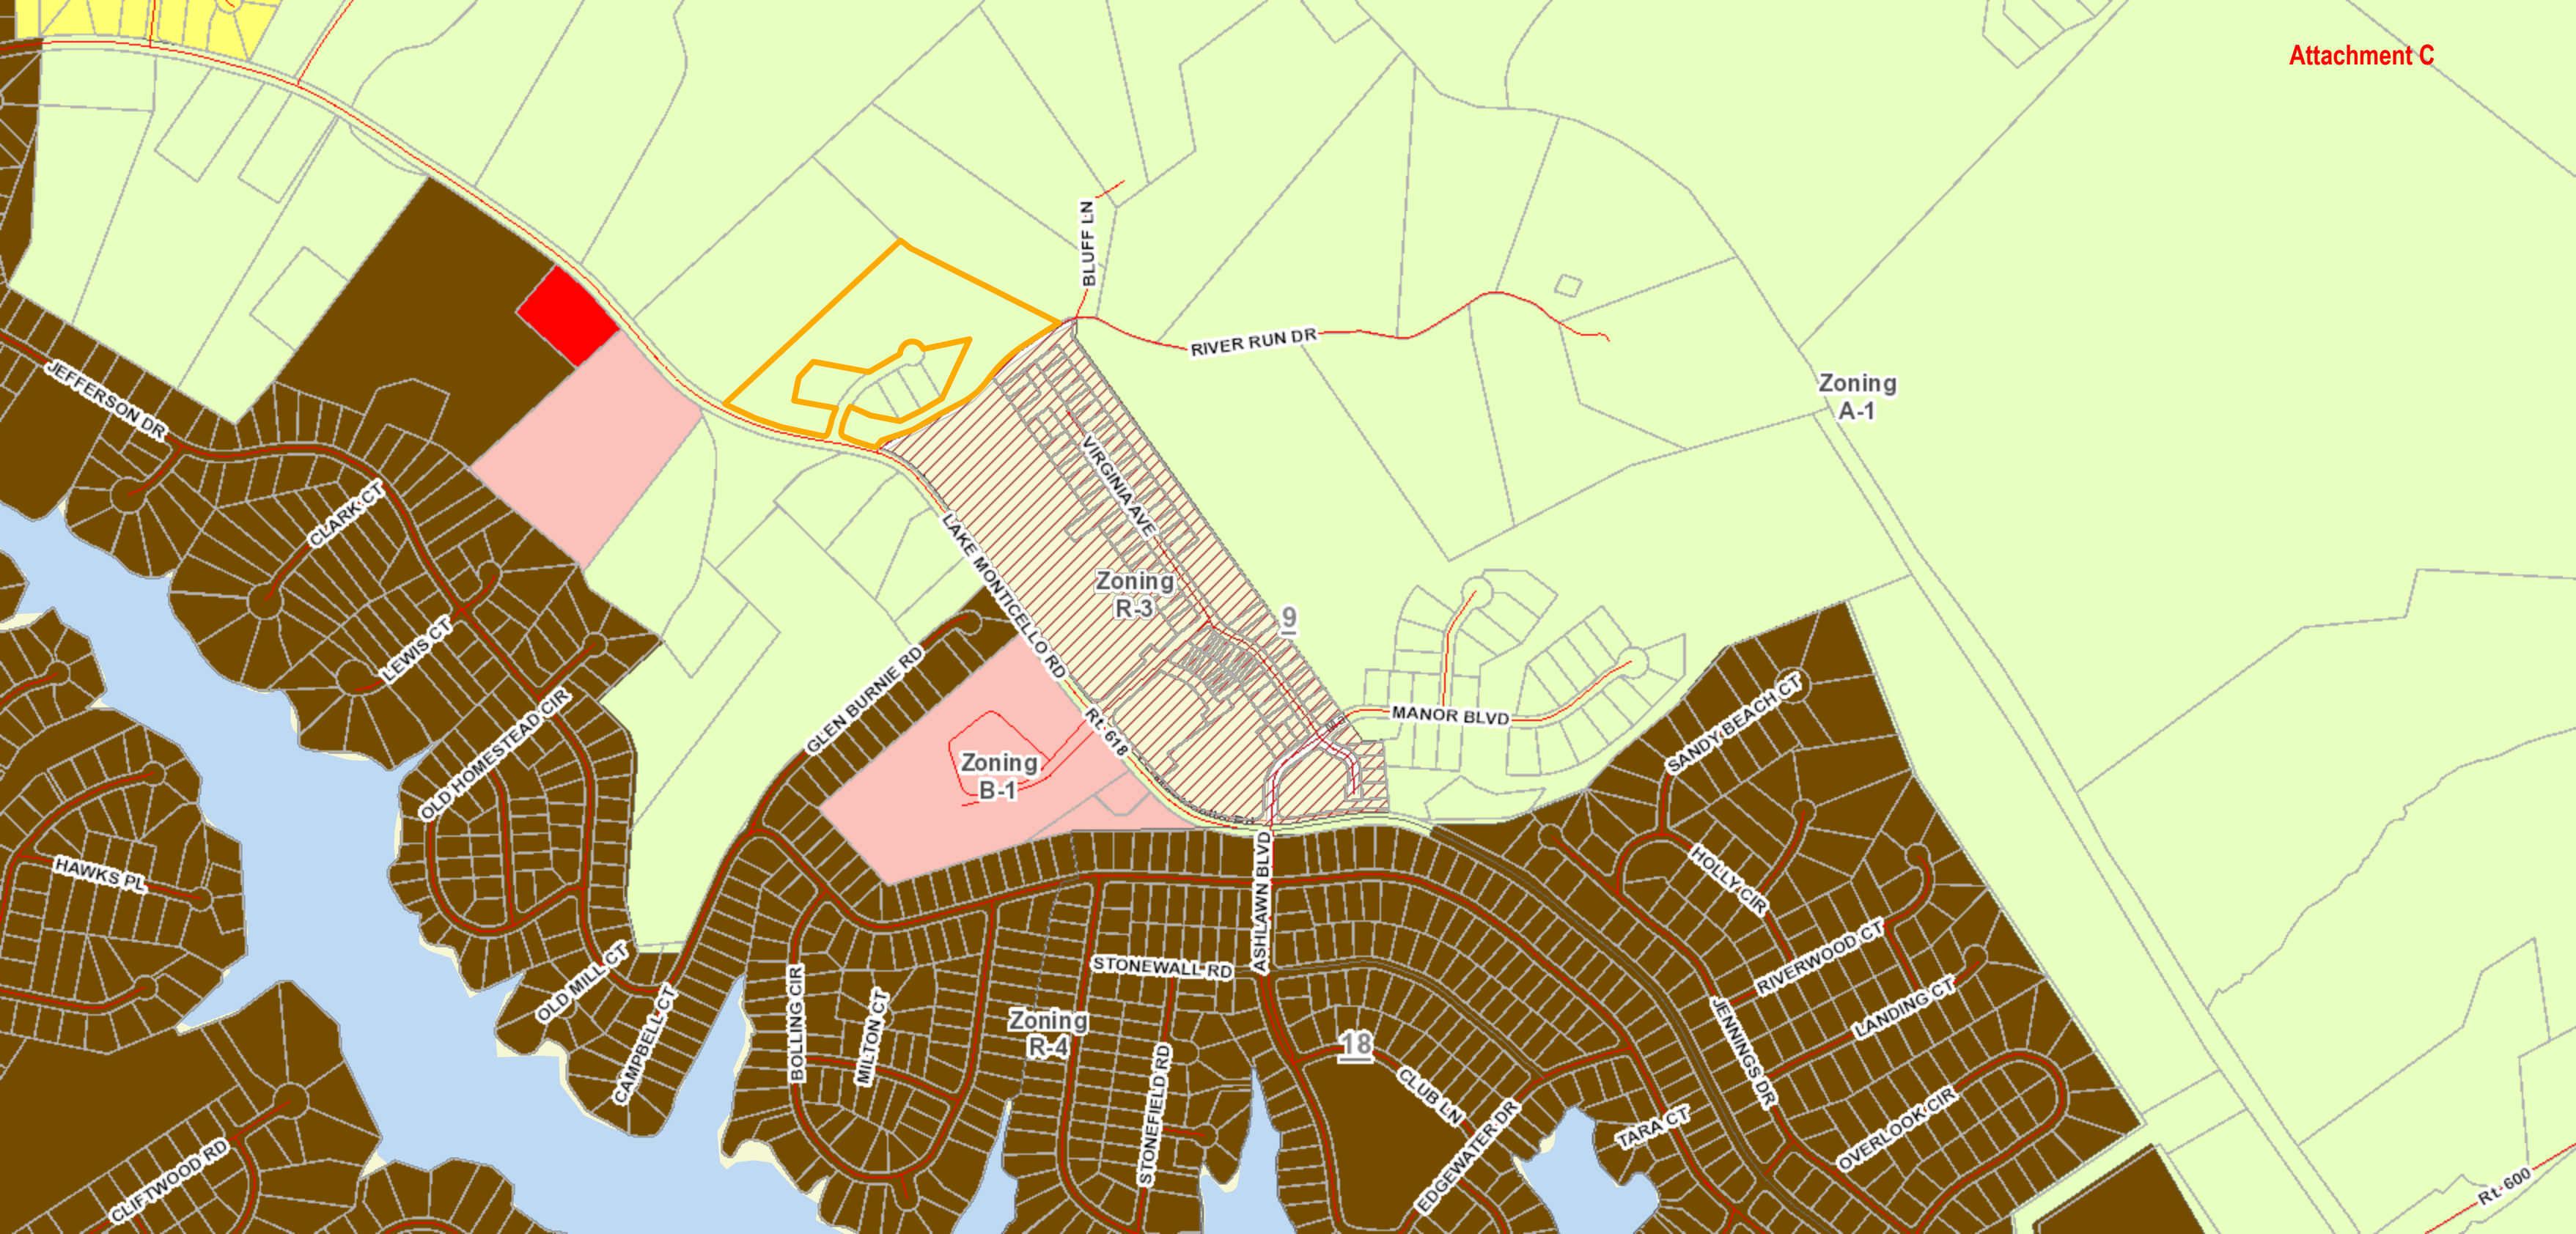 Attachment C
BLUFF LN
RIVER RUN DR
Zoning
A-1
JEFFERSON DR
VIRGINIA AVE
CLARK CT
LAKE MONTICELLO RD
Zoning
R-3
9
LEWIS CT
GLEN BURNIE RD
OLD HOMESTEAD CIR
Rt. 618
MANOR BLVD
SANDY BEACH CT
Zoning
B-1
HAWKS PL
ASHLAWN BLVD
HOLLY CIR
RIVERWOOD CT
STONEWALL RD
OLD MILL CT
LANDING CT
BOLLING CIR
MILTON CT
CAMPBELL CT
Zoning
R-4
18
JENNINGS DR
STONEFIELD RD
CLUB LN
EDGEWATER DR
TARA CT
OVERLOOK CIR
CLIFTWOOD RD
Rt. 600